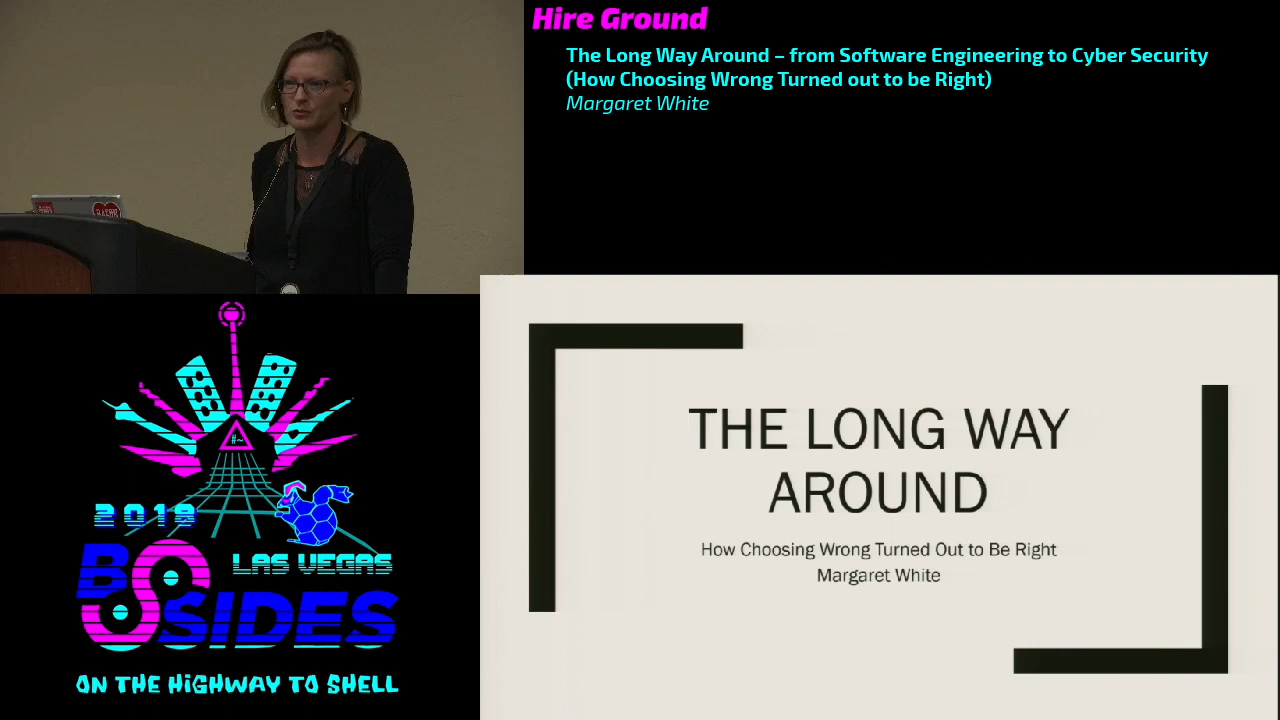 Hire Ground
The Long Way Around – from Software Engineering to Cyber Security
(How Choosing Wrong Turned out to be Right)
Margaret White
THE LONG WAY
AROUND
How Choosing Wrong Turned Out to Be Right
Margaret White
#~
2019
LAS VEGAS
BSIDES
ON THE HIGHWAY TO SHELL